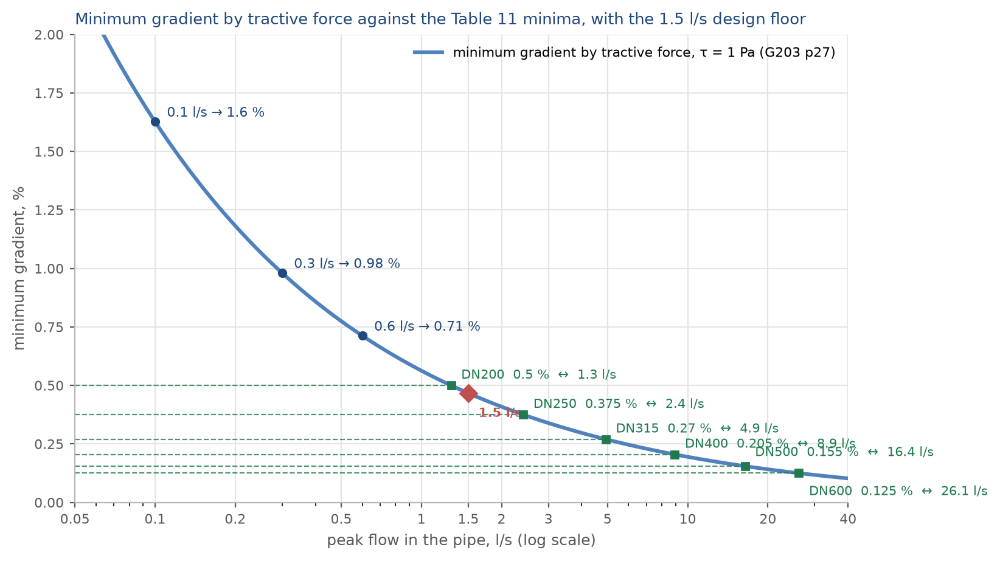 Minimum gradient by tractive force against the Table 11 minima, with the 1.5 l/s design floor
minimum gradient by tractive force, τ = 1 Pa (G203 p27)
2.00
1.75
1.50
1.25
1.00
0.75
0.50
0.25
0.00
minimum gradient, %
0.1 l/s → 1.6 %
0.3 l/s → 0.98 %
0.6 l/s → 0.71 %
DN200 0.5 % ↔ 1.3 l/s
1.5 l/s
DN250 0.375 % ↔ 2.4 l/s
DN315 0.27 % ↔ 4.9 l/s
DN400 0.205 % ↔ 8.9 l/s
DN500 0.155 % ↔ 16.4 l/s
DN600 0.125 % ↔ 26.1 l/s
0.05 0.1 0.2 0.5 1 1.5 2 3 5 10 20 40
peak flow in the pipe, l/s (log scale)